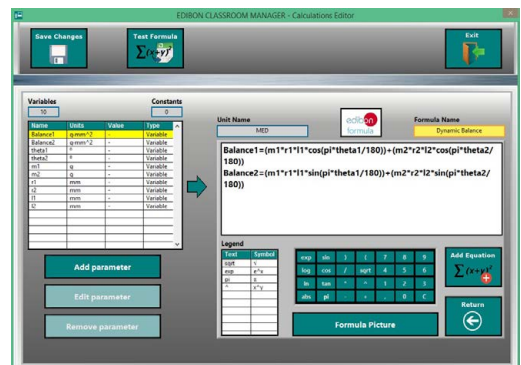 EDIBON CLASSROOM MANAGER - Calculations Editor
Save Changes
Test Formula
Σ(x+y)²
Exit
Variables
Constants
10
0
Name Units Value Type
Balance1 g·mm^2 - Variable
Balance2 g·mm^2 - Variable
theta1 º - Variable
theta2 º - Variable
m1 g - Variable
m2 g - Variable
r1 mm - Variable
r2 mm - Variable
l1 mm - Variable
l2 mm - Variable
Add parameter
Edit parameter
Remove parameter
Unit Name
MED
edibon
formula
Formula Name
Dynamic Balance
Balance1=(m1*r1*l1*cos(pi*theta1/180))+(m2*r2*l2*cos(pi*theta2/
180))
Balance2=(m1*r1*l1*sin(pi*theta1/180))+(m2*r2*l2*sin(pi*theta2/
180))
Legend
Text Symbol
sqrt √
exp e^x
pi
^ x^y
exp sin ) ( 7 8 9
log cos / sqrt 4 5 6
ln tan * ^ 1 2 3
abs pi - + . 0 C
Formula Picture
Add Equation
Σ(x+y)²
Return